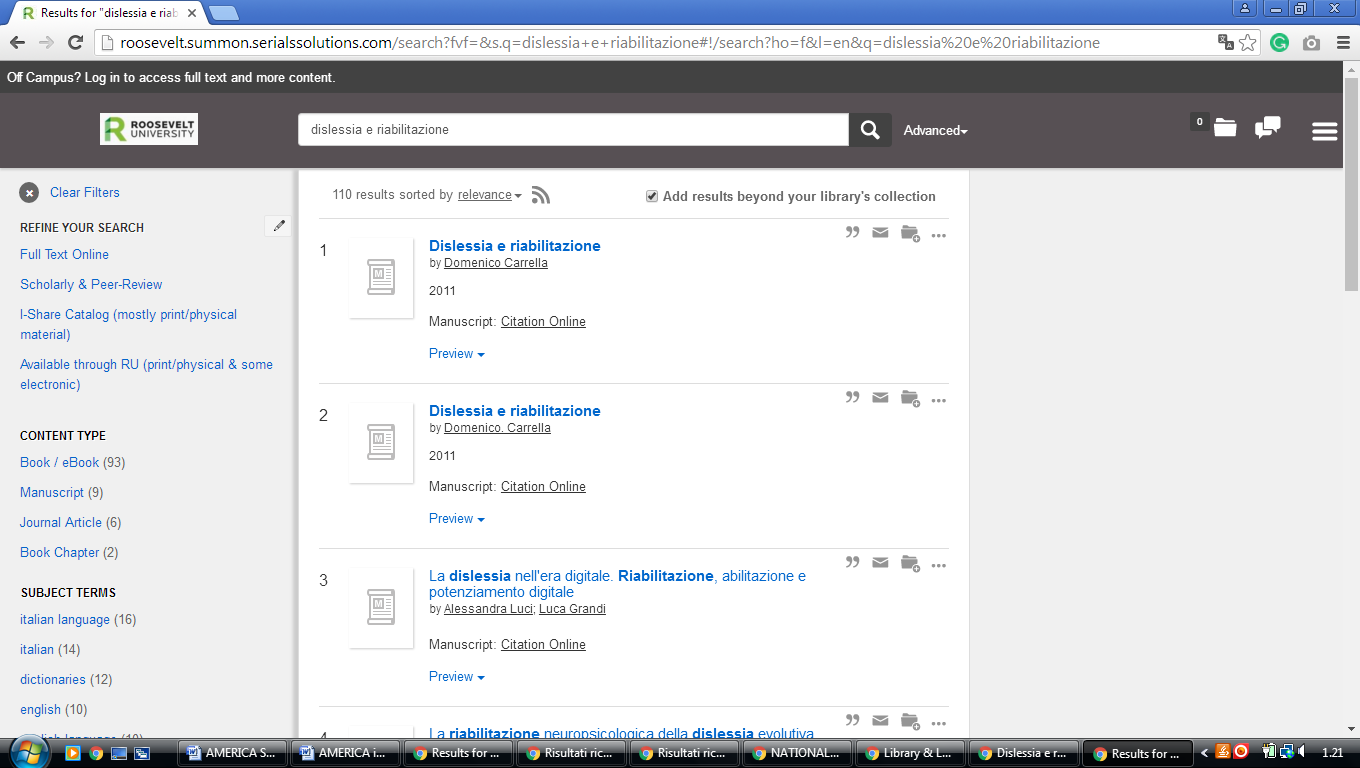 Results for "dislessia e riab
roosevelt.summon.serialssolutions.com/search?fvf=&s.q=dislessia+e+riabilitazione#!/search?ho=f&l=en&q=dislessia%20e%20riabilitazione
Off Campus? Log in to access full text and more content.
ROOSEVELT
UNIVERSITY
dislessia e riabilitazione
Advanced
0
Clear Filters
REFINE YOUR SEARCH
Full Text Online
Scholarly & Peer-Review
I-Share Catalog (mostly print/physical
material)
Available through RU (print/physical & some
electronic)
CONTENT TYPE
Book / eBook (93)
Manuscript (9)
Journal Article (6)
Book Chapter (2)
SUBJECT TERMS
italian language (16)
italian (14)
dictionaries (12)
english (10)
english language (10)
110 results sorted by relevance
Add results beyond your library's collection
1
Dislessia e riabilitazione
by Domenico Carrella
2011
Manuscript: Citation Online
Preview
2
Dislessia e riabilitazione
by Domenico. Carrella
2011
Manuscript: Citation Online
Preview
3
La dislessia nell'era digitale. Riabilitazione, abilitazione e
potenziamento digitale
by Alessandra Luci; Luca Grandi
Manuscript: Citation Online
Preview
4
La riabilitazione neuropsicologica della dislessia evolutiva
AMERICA S...
AMERICA i...
Results for ...
Risultati ric...
Risultati ric...
NATIONAL...
Library & L...
Dislessia e r...
Results for ...
1.21